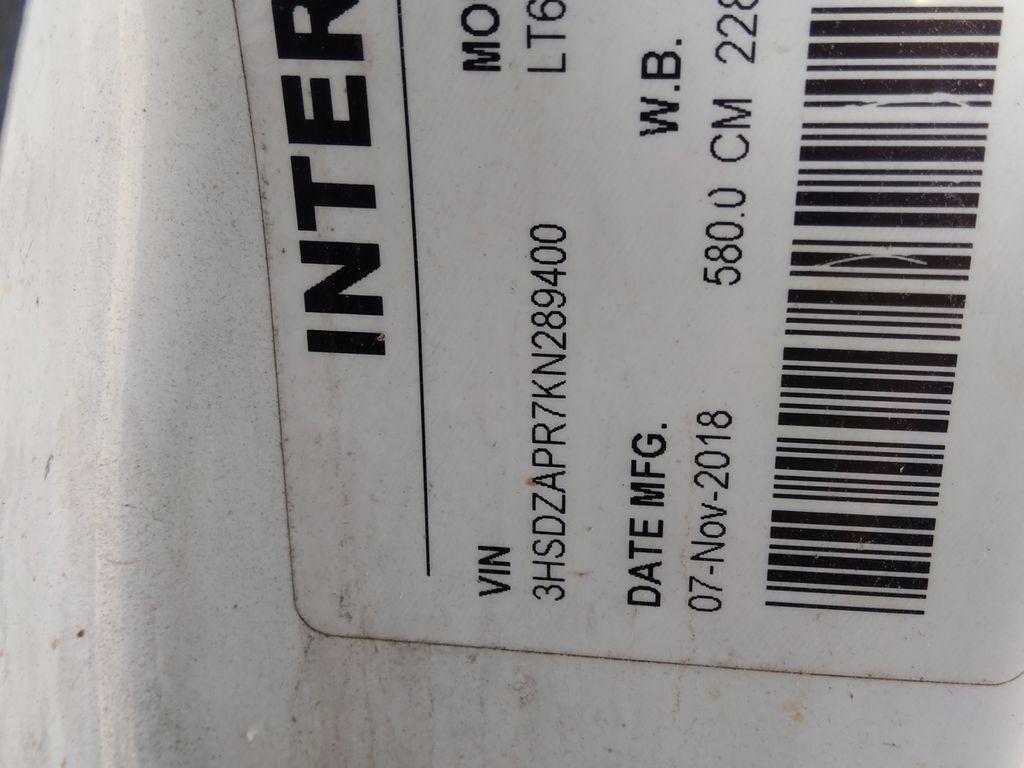 INTER
VIN
3HSDZAPR7KN289400
MO
LT6
DATE MFG.
07-Nov-2018
W.B.
580.0 CM 228